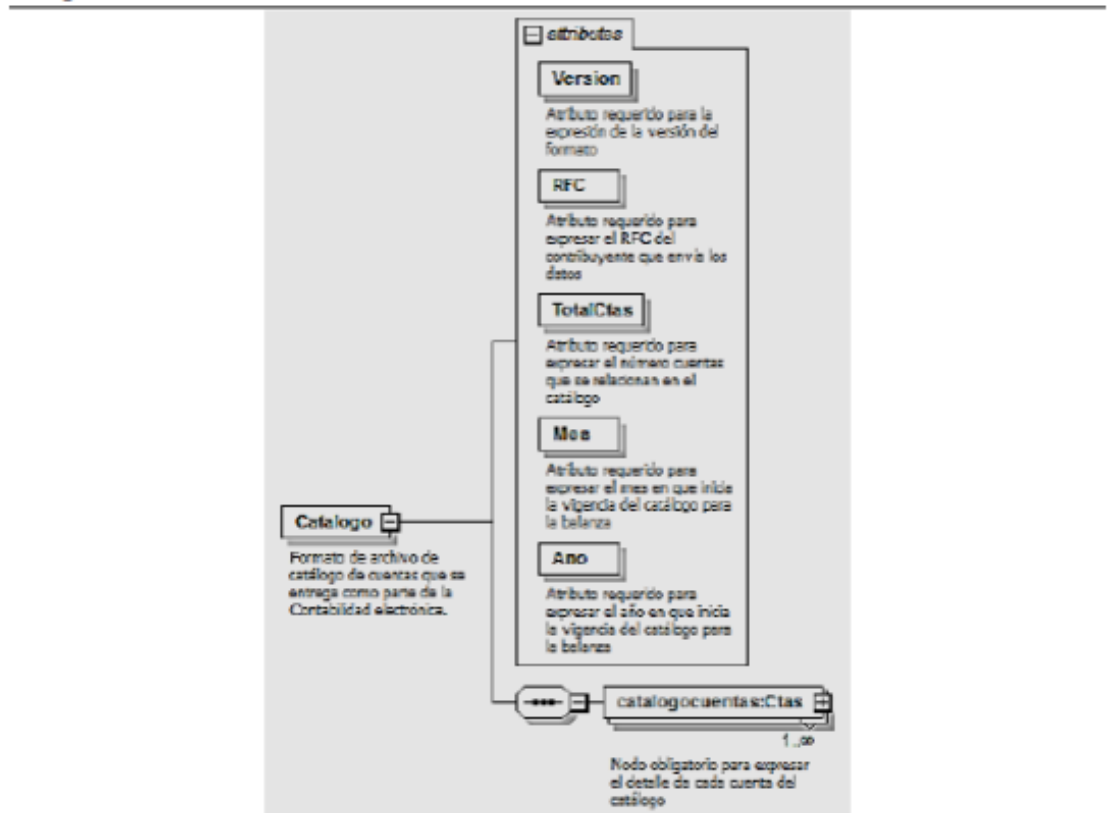 attributes
Version
Atributo requerido para la
expresión de la versión del
formato
RFC
Atributo requerido para
expresar el RFC del
contribuyente que envía los
datos
TotalCtas
Atributo requerido para
expresar el número cuentas
que se relacionan en el
catálogo
Mes
Atributo requerido para
expresar el mes en que inicia
la vigencia del catálogo para
la balanza
Catalogo
Formato de archivo de
catálogo de cuentas que se
entrega como parte de la
Contabilidad electrónica.
Ano
Atributo requerido para
expresar el año en que inicia
la vigencia del catálogo para
la balanza
catalogocuentas:Ctas
1..∞
Nodo obligatorio para expresar
el detalle de cada cuenta del
catálogo